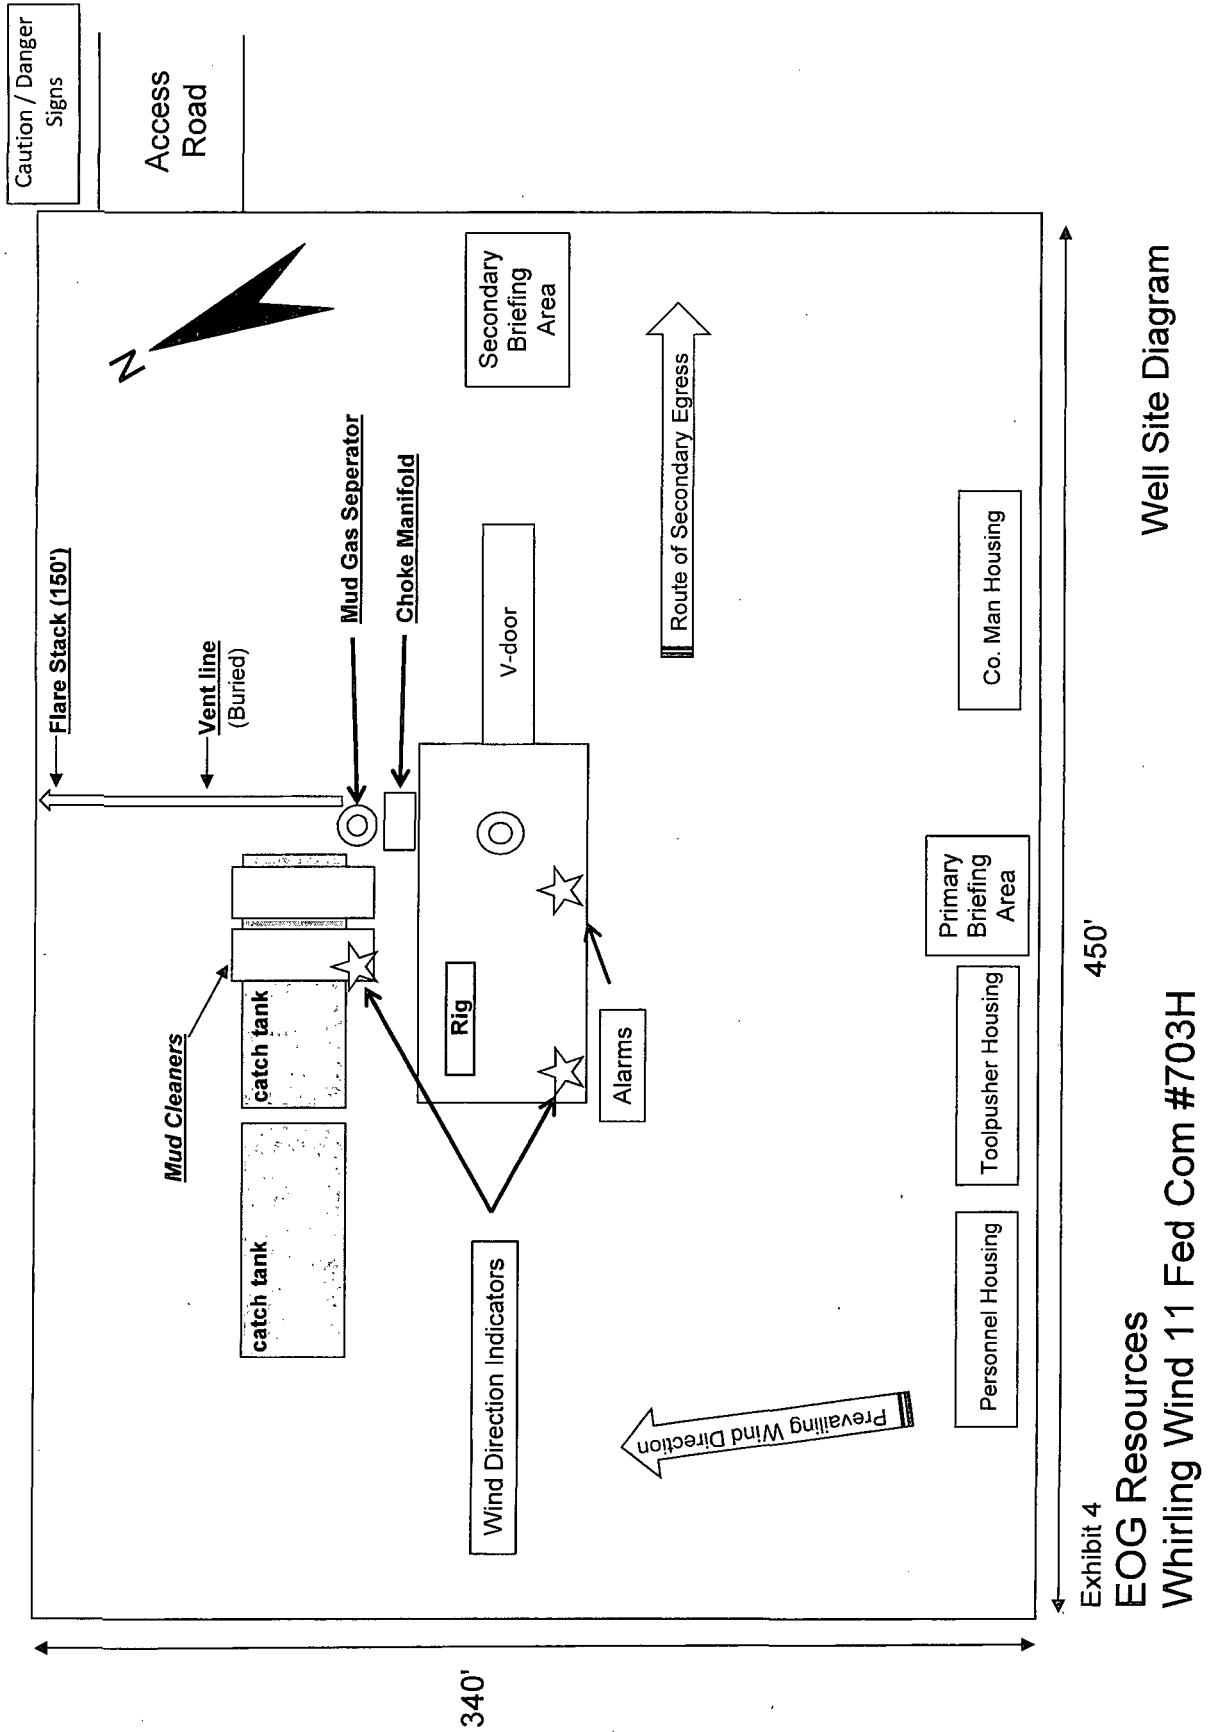 Caution / Danger
Signs
Access
Road
N
Flare Stack (150')
Vent line
(Buried)
Mud Gas Seperator
Choke Manifold
Secondary
Briefing
Area
Mud Cleaners
catch tank
catch tank
V-door
Rig
Route of Secondary Egress
Alarms
Wind Direction Indicators
Prevailing Wind Direction
Primary
Briefing
Area
Personnel Housing
Toolpusher Housing
Co. Man Housing
340'
450'
Exhibit 4
EOG Resources
Whirling Wind 11 Fed Com #703H
Well Site Diagram